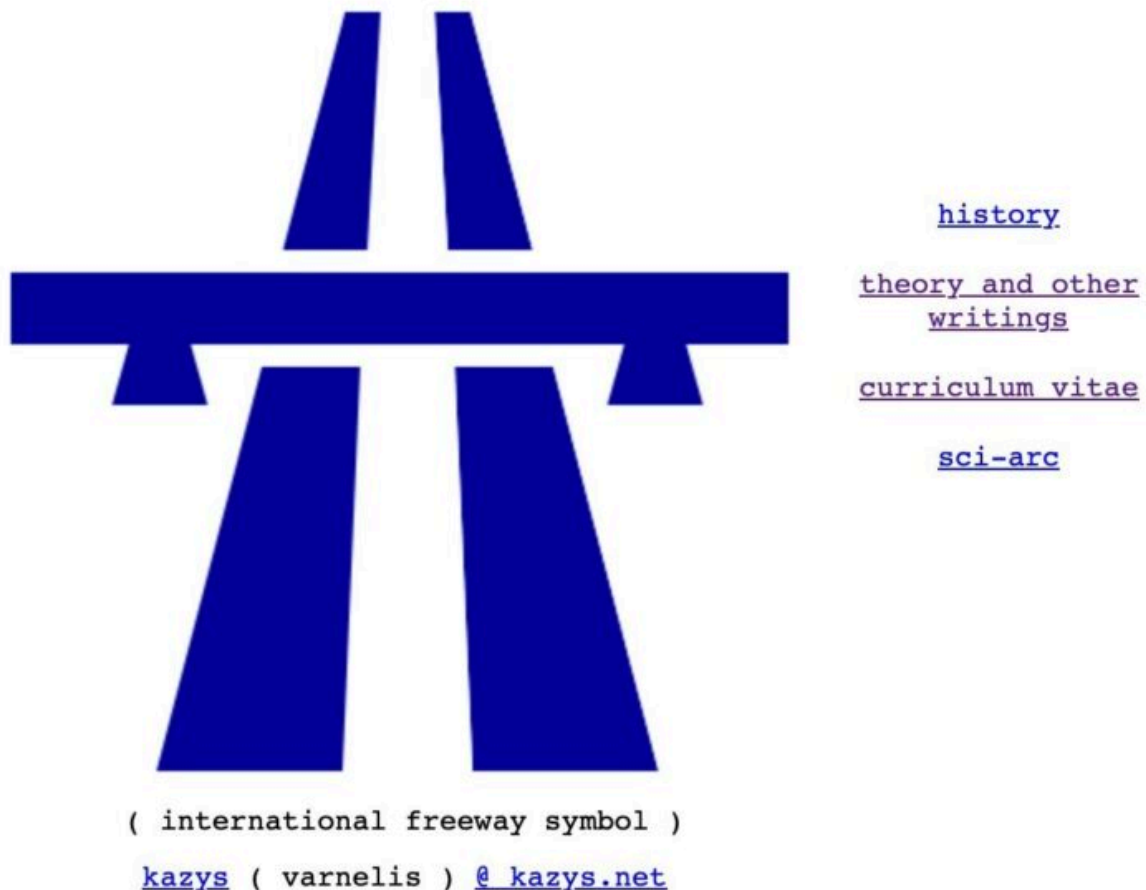 history
theory and other
writings
curriculum vitae
sci-arc
( international freeway symbol )
kazys ( varnelis ) @ kazys.net